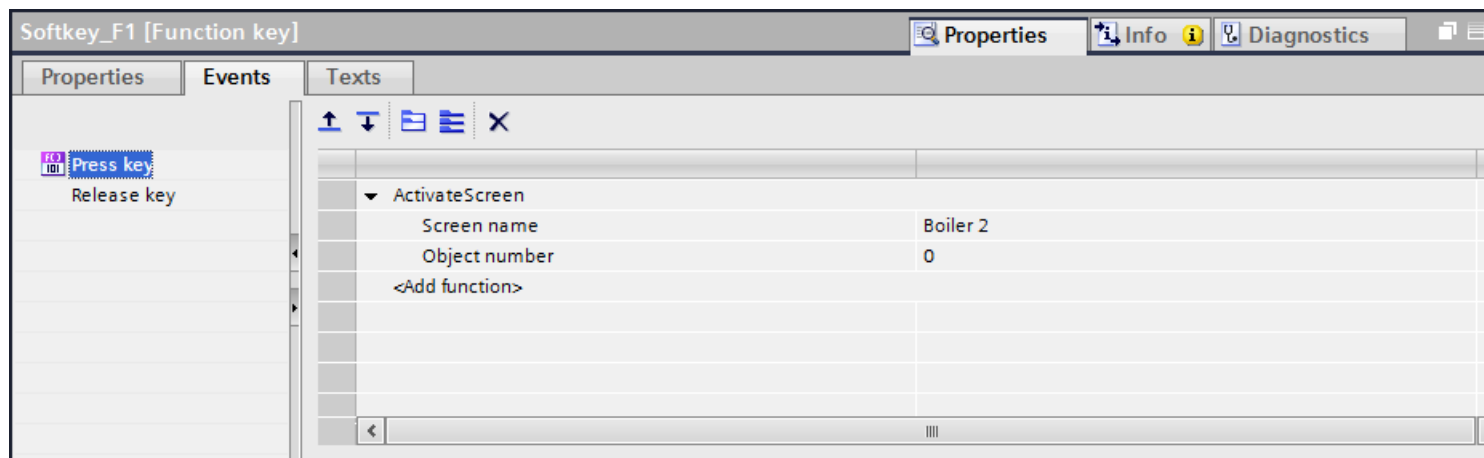 Softkey_F1 [Function key] Properties Info Diagnostics
Properties Events Texts
Press key
Release key
ActivateScreen
Screen name Boiler 2
Object number 0
<Add function>